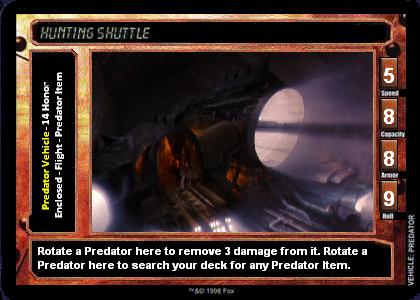 HUNTING SHUTTLE
Predator Vehicle - 14 Honor
Enclosed - Flight - Predator Item
5
Speed
8
Capacity
8
Armor
9
Hull
Rotate a Predator here to remove 3 damage from it. Rotate a
Predator here to search your deck for any Predator Item.
VEHICLE, PREDATOR
™&© 1998 Fox